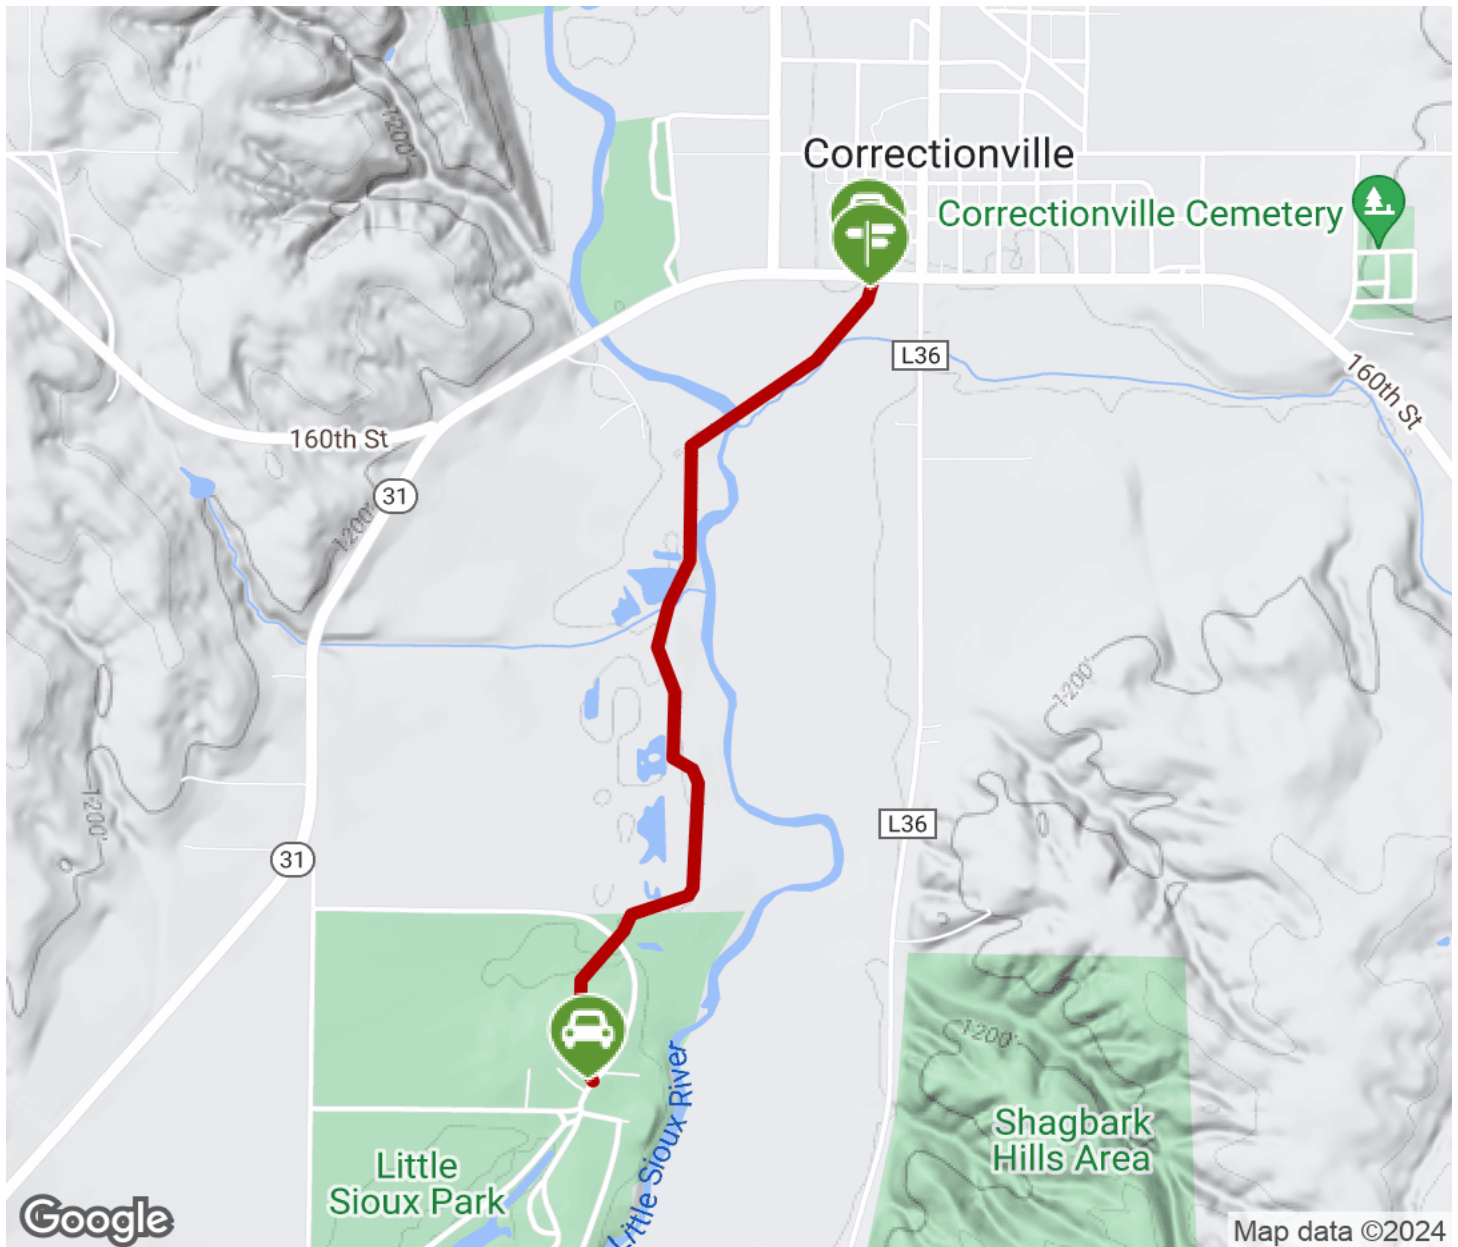 1200'
Correctionville
Correctionville Cemetery
L36
160th St
160th St
31
1200'
1200'
1200'
L36
31
1200'
Shagbark
Hills Area
Little
Sioux Park
Little Sioux River
Google
Map data ©2024